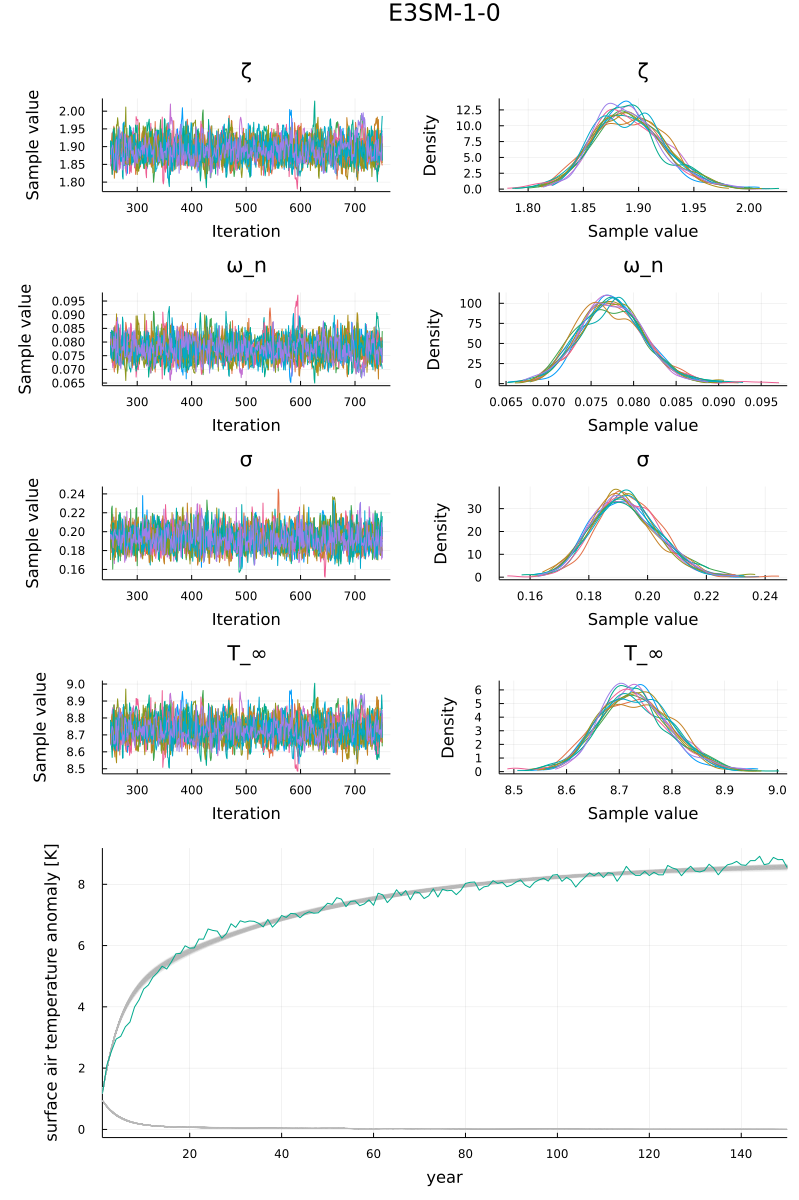 E3SM-1-0
ζ
Sample value
2.00
1.95
1.90
1.85
1.80
300 400 500 600 700
Iteration
ζ
Density
12.5
10.0
7.5
5.0
2.5
0.0
1.80 1.85 1.90 1.95 2.00
Sample value
ω_n
Sample value
0.095
0.090
0.085
0.080
0.075
0.070
0.065
300 400 500 600 700
Iteration
ω_n
Density
100
75
50
25
0
0.065 0.070 0.075 0.080 0.085 0.090 0.095
Sample value
σ
Sample value
0.24
0.22
0.20
0.18
0.16
300 400 500 600 700
Iteration
σ
Density
30
20
10
0
0.16 0.18 0.20 0.22 0.24
Sample value
T_∞
Sample value
9.0
8.9
8.8
8.7
8.6
8.5
300 400 500 600 700
Iteration
T_∞
Density
6
5
4
3
2
1
0
8.5 8.6 8.7 8.8 8.9 9.0
Sample value
surface air temperature anomaly [K]
8
6
4
2
0
20 40 60 80 100 120 140
year